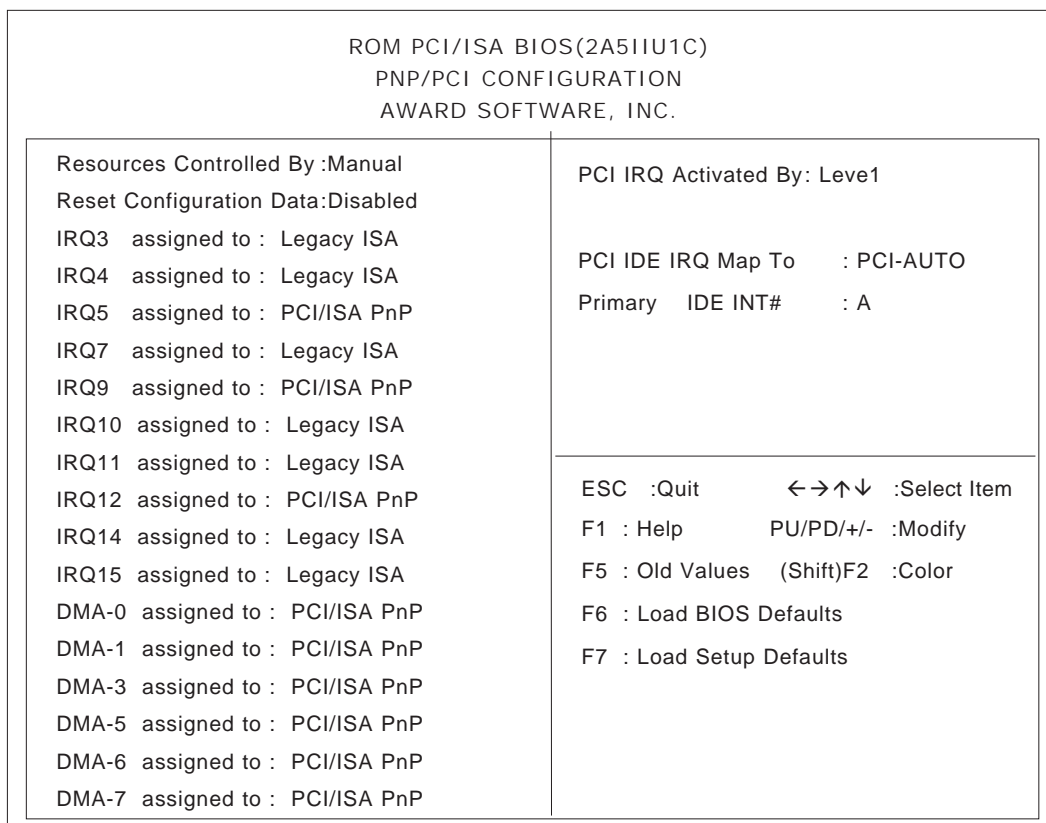 ROM PCI/ISA BIOS(2A5IIU1C)
PNP/PCI CONFIGURATION
AWARD SOFTWARE, INC.
Resources Controlled By :Manual
Reset Configuration Data:Disabled
IRQ3 assigned to : Legacy ISA
IRQ4 assigned to : Legacy ISA
IRQ5 assigned to : PCI/ISA PnP
IRQ7 assigned to : Legacy ISA
IRQ9 assigned to : PCI/ISA PnP
IRQ10 assigned to : Legacy ISA
IRQ11 assigned to : Legacy ISA
IRQ12 assigned to : PCI/ISA PnP
IRQ14 assigned to : Legacy ISA
IRQ15 assigned to : Legacy ISA
DMA-0 assigned to : PCI/ISA PnP
DMA-1 assigned to : PCI/ISA PnP
DMA-3 assigned to : PCI/ISA PnP
DMA-5 assigned to : PCI/ISA PnP
DMA-6 assigned to : PCI/ISA PnP
DMA-7 assigned to : PCI/ISA PnP
PCI IRQ Activated By: Leve1
PCI IDE IRQ Map To : PCI-AUTO
Primary IDE INT# : A
ESC :Quit ←→↑↓ :Select Item
F1 : Help PU/PD/+/- :Modify
F5 : Old Values (Shift)F2 :Color
F6 : Load BIOS Defaults
F7 : Load Setup Defaults